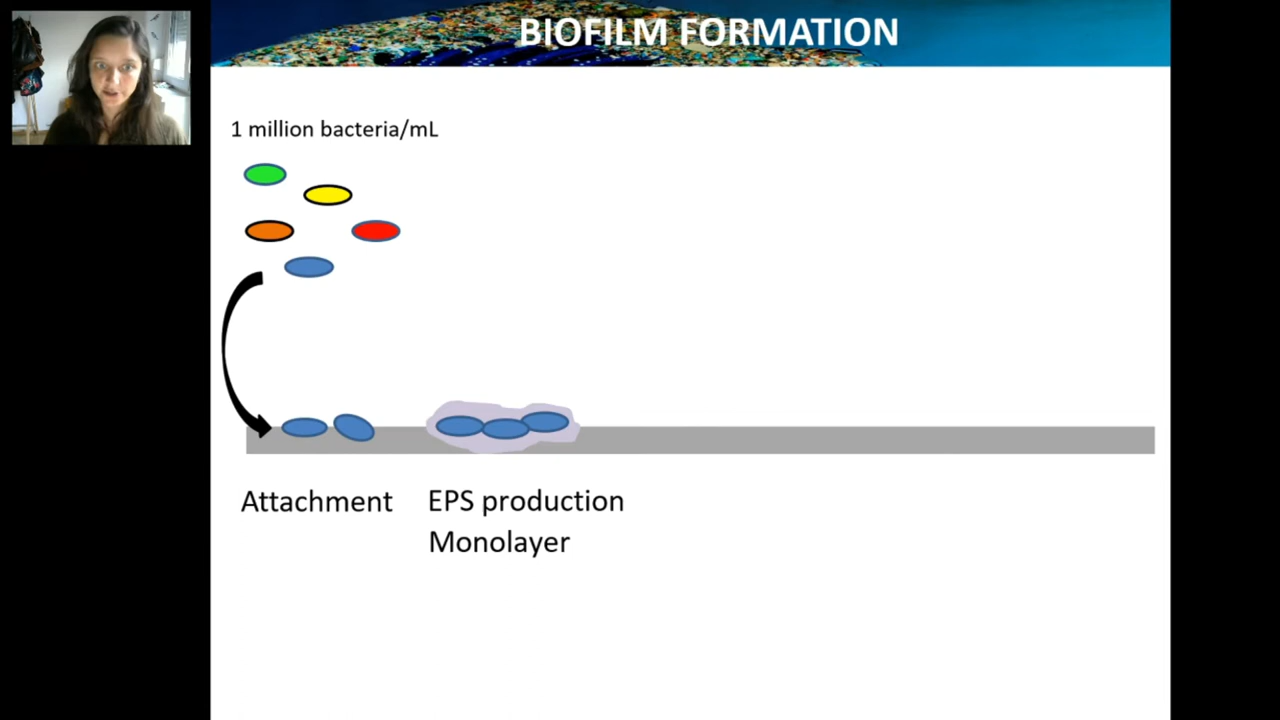 BIOFILM FORMATION
1 million bacteria/mL
Attachment
EPS production
Monolayer